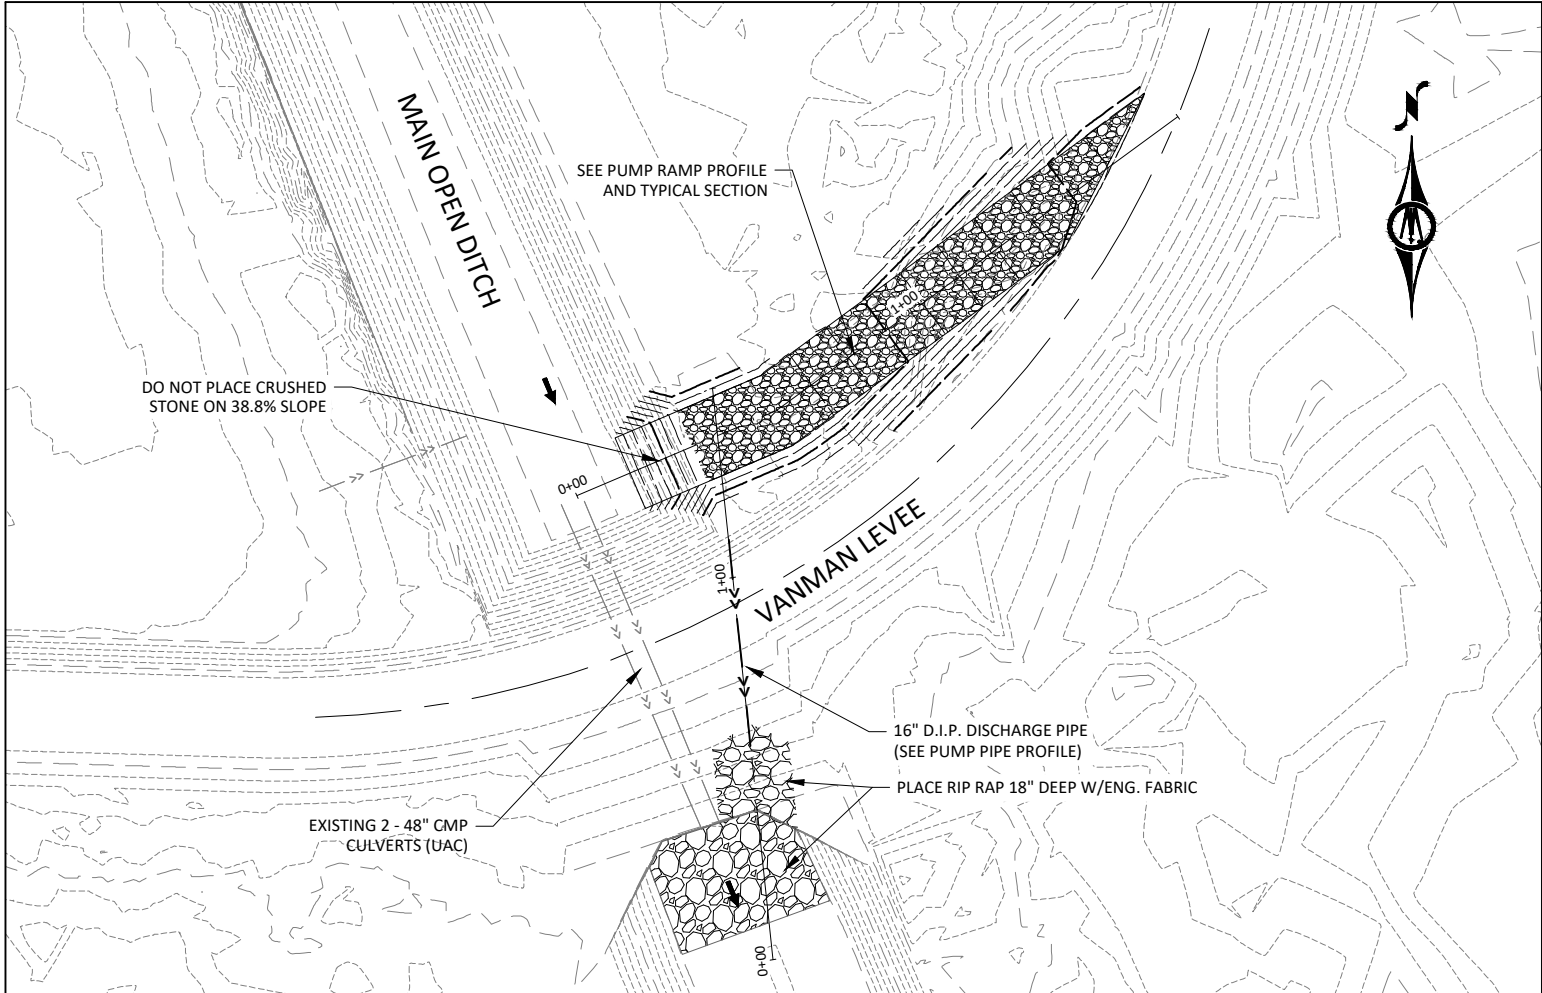 MAIN OPEN DITCH
N
SEE PUMP RAMP PROFILE
AND TYPICAL SECTION
1+00
DO NOT PLACE CRUSHED
STONE ON 38.8% SLOPE
0+00
1+00
VANMAN LEVEE
16" D.I.P. DISCHARGE PIPE
(SEE PUMP PIPE PROFILE)
PLACE RIP RAP 18" DEEP W/ENG. FABRIC
EXISTING 2 - 48" CMP
CULVERTS (UAC)
0+00